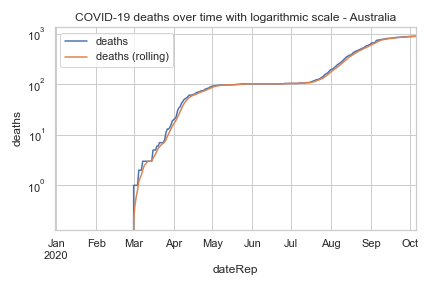 COVID-19 deaths over time with logarithmic scale - Australia
deaths
deaths (rolling)
10³
10²
10¹
10⁰
deaths
Jan Feb Mar Apr May Jun Jul Aug Sep Oct
2020
dateRep